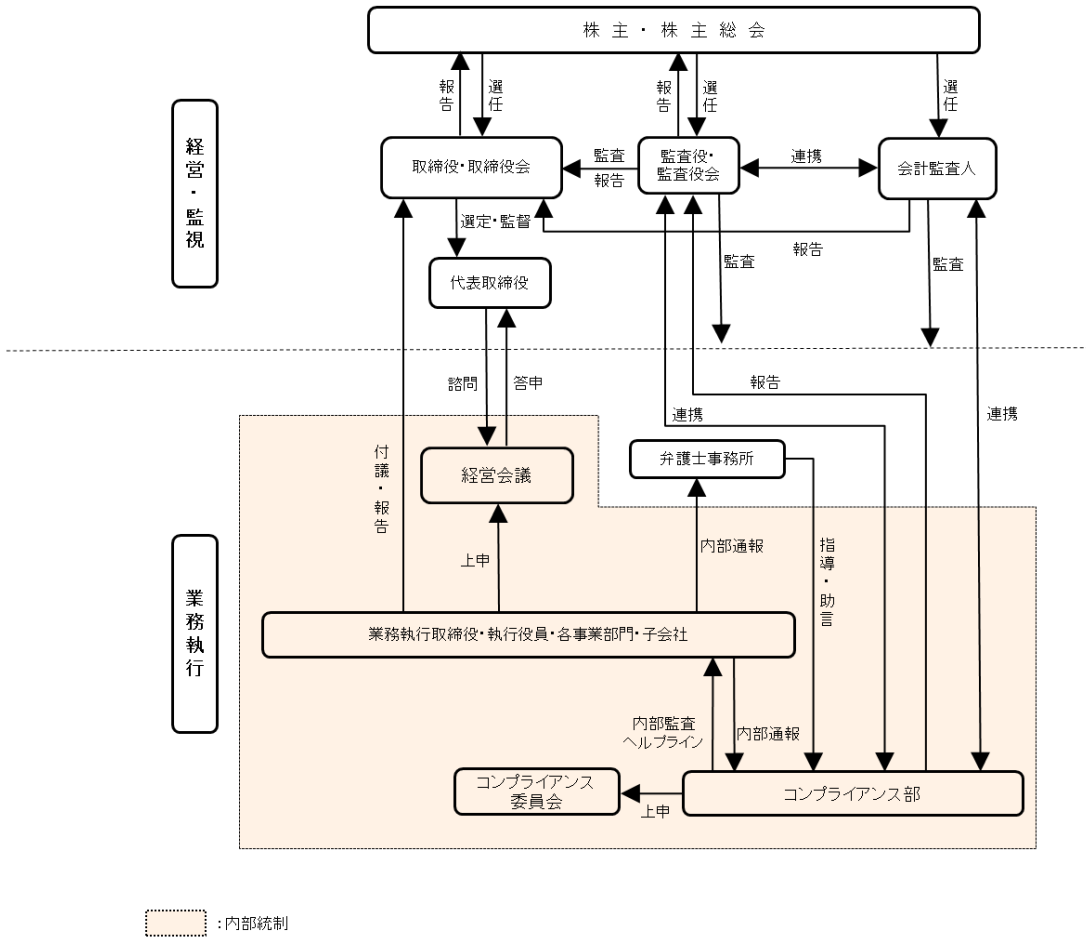 株主・株主総会
報告
選任
報告
選任
選任
経営・監視
取締役・取締役会
監査
報告
監査役・
監査役会
連携
会計監査人
選定・監督
報告
監査
監査
代表取締役
諮問
答申
報告
連携
連携
付議・報告
経営会議
弁護士事務所
上申
内部通報
指導・助言
業務執行
業務執行取締役・執行役員・各事業部門・子会社
内部監査
ヘルプライン
内部通報
コンプライアンス
委員会
上申
コンプライアンス部
：内部統制